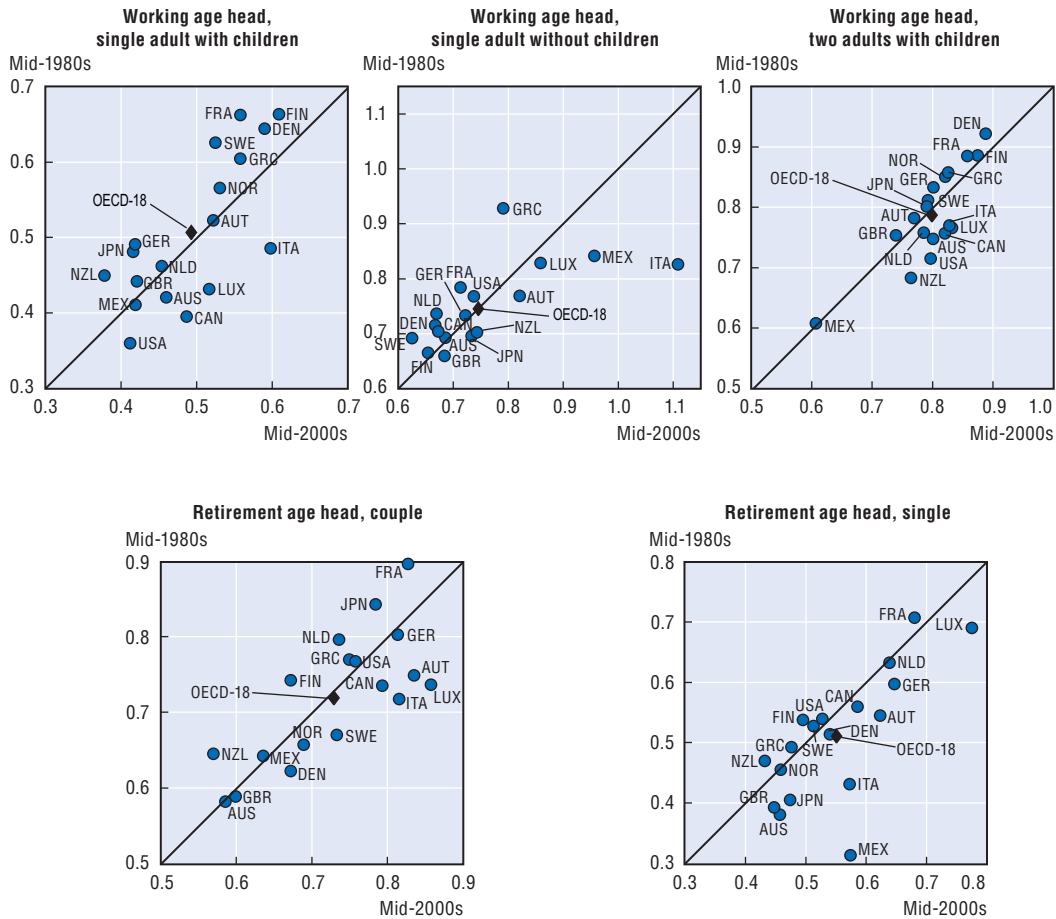 Working age head,
single adult with children
Mid-1980s
0.7
0.6
0.5
0.4
0.3
0.3
0.4
0.5
0.6
0.7
Mid-2000s
FRA
FIN
DEN
SWE
GRC
NOR
OECD-18
AUT
GER
JPN
ITA
NLD
NZL
GBR
LUX
AUS
MEX
CAN
USA
Working age head,
single adult without children
Mid-1980s
1.1
1.0
0.9
0.8
0.7
0.6
0.6
0.7
0.8
0.9
1.0
1.1
Mid-2000s
GRC
MEX
ITA
LUX
GER
FRA
USA
AUT
NLD
OECD-18
DEN
CAN
NZL
SWE
AUS
JPN
FIN
GBR
Working age head,
two adults with children
Mid-1980s
1.0
0.9
0.8
0.7
0.6
0.5
0.5
0.6
0.7
0.8
0.9
1.0
Mid-2000s
DEN
FRA
FIN
NOR
GRC
OECD-18
GER
JPN
SWE
AUT
ITA
GBR
LUX
CAN
NLD
AUS
USA
NZL
MEX
Retirement age head, couple
Mid-1980s
0.9
0.8
0.7
0.6
0.5
0.5
0.6
0.7
0.8
0.9
Mid-2000s
FRA
JPN
NLD
GER
GRC
USA
AUT
FIN
CAN
OECD-18
LUX
ITA
SWE
NOR
NZL
MEX
DEN
GBR
AUS
Retirement age head, single
Mid-1980s
0.8
0.7
0.6
0.5
0.4
0.3
0.3
0.4
0.5
0.6
0.7
0.8
Mid-2000s
FRA
LUX
NLD
GER
CAN
USA
FIN
AUT
DEN
SWE
OECD-18
GRC
NZL
NOR
ITA
GBR
JPN
AUS
MEX